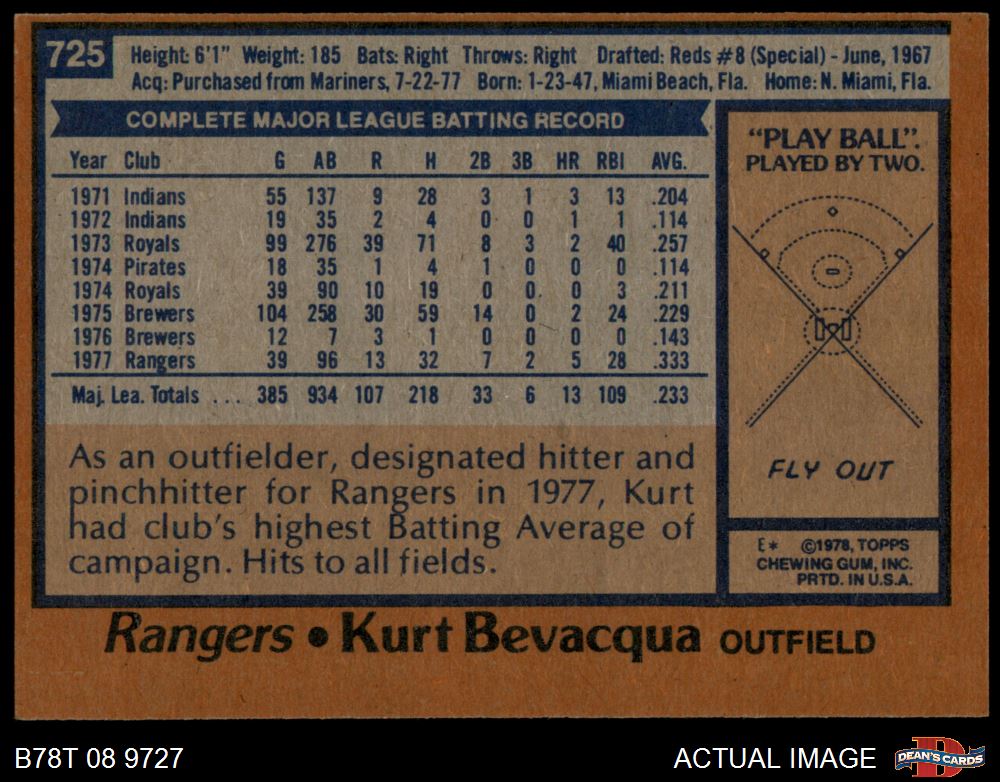 725
Height: 6'1" Weight: 185 Bats: Right Throws: Right Drafted: Reds #8 (Special) - June, 1967
Acq: Purchased from Mariners, 7-22-77 Born: 1-23-47, Miami Beach, Fla. Home: N. Miami, Fla.
COMPLETE MAJOR LEAGUE BATTING RECORD
Year Club G AB R H 2B 3B HR RBI AVG.
1971 Indians 55 137 9 28 3 1 3 13 .204
1972 Indians 19 35 2 4 0 0 1 1 .114
1973 Royals 99 276 39 71 8 3 2 40 .257
1974 Pirates 18 35 1 4 1 0 0 0 .114
1974 Royals 39 90 10 19 0 0 0 3 .211
1975 Brewers 104 258 30 59 14 0 2 24 .229
1976 Brewers 12 7 3 1 0 0 0 0 .143
1977 Rangers 39 96 13 32 7 2 5 28 .333
Maj. Lea. Totals ... 385 934 107 218 33 6 13 109 .233
As an outfielder, designated hitter and
pinchhitter for Rangers in 1977, Kurt
had club's highest Batting Average of
campaign. Hits to all fields.
"PLAY BALL".
PLAYED BY TWO.
FLY OUT
E* ©1978, TOPPS
CHEWING GUM, INC.
PRTD. IN U.S.A.
Rangers • Kurt Bevacqua OUTFIELD
B78T 08 9727
ACTUAL IMAGE
D
DEAN'S CARDS